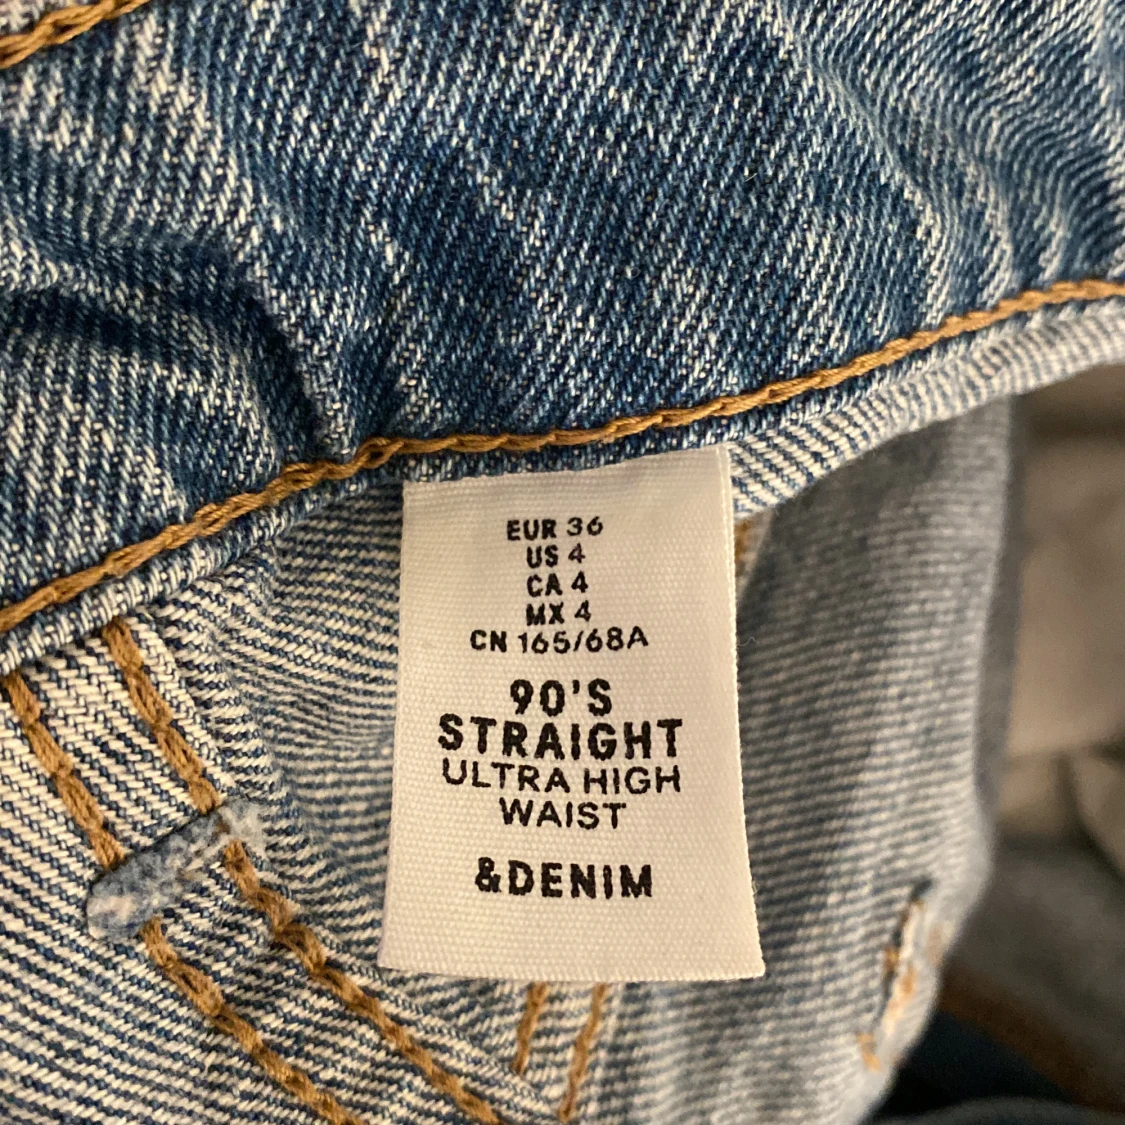 EUR 36
US 4
CA 4
MX 4
CN 165/68A
90'S
STRAIGHT
ULTRA HIGH
WAIST
&DENIM